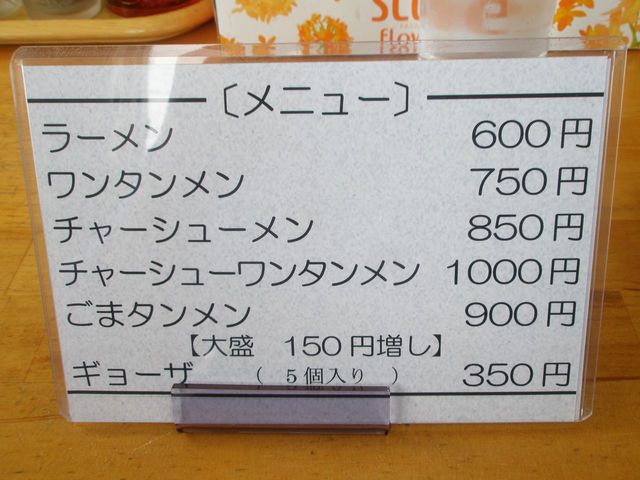 〔メニュー〕
ラーメン 600円
ワンタンメン 750円
チャーシューメン 850円
チャーシューワンタンメン 1000円
ごまタンメン 900円
【大盛 150円増し】
ギョーザ (5個入り) 350円